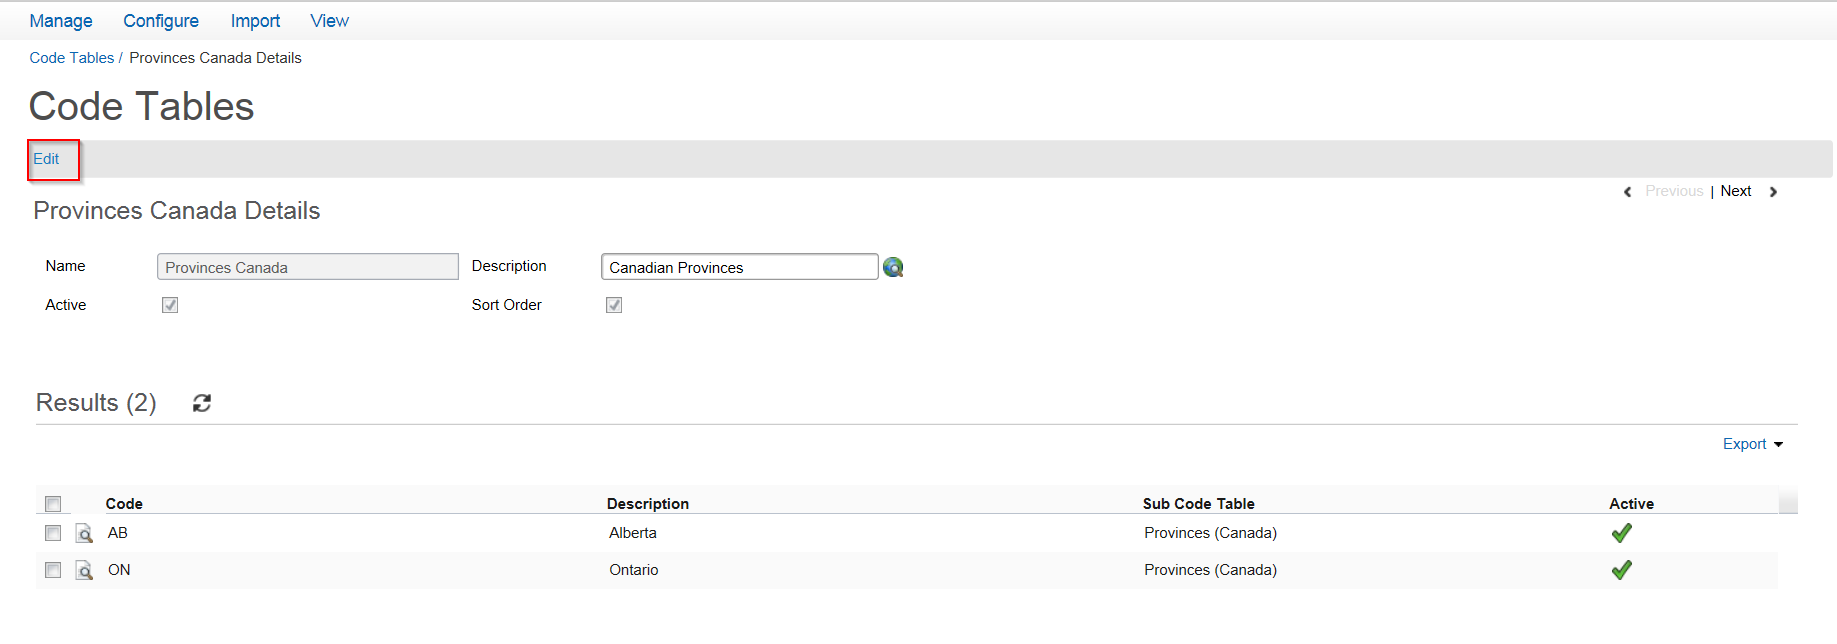 Manage Configure Import View
Code Tables / Provinces Canada Details
Code Tables
Edit
Previous | Next
Provinces Canada Details
Name Provinces Canada Description Canadian Provinces
Active Sort Order
Results (2)
Export
Code Description Sub Code Table Active
AB Alberta Provinces (Canada)
ON Ontario Provinces (Canada)